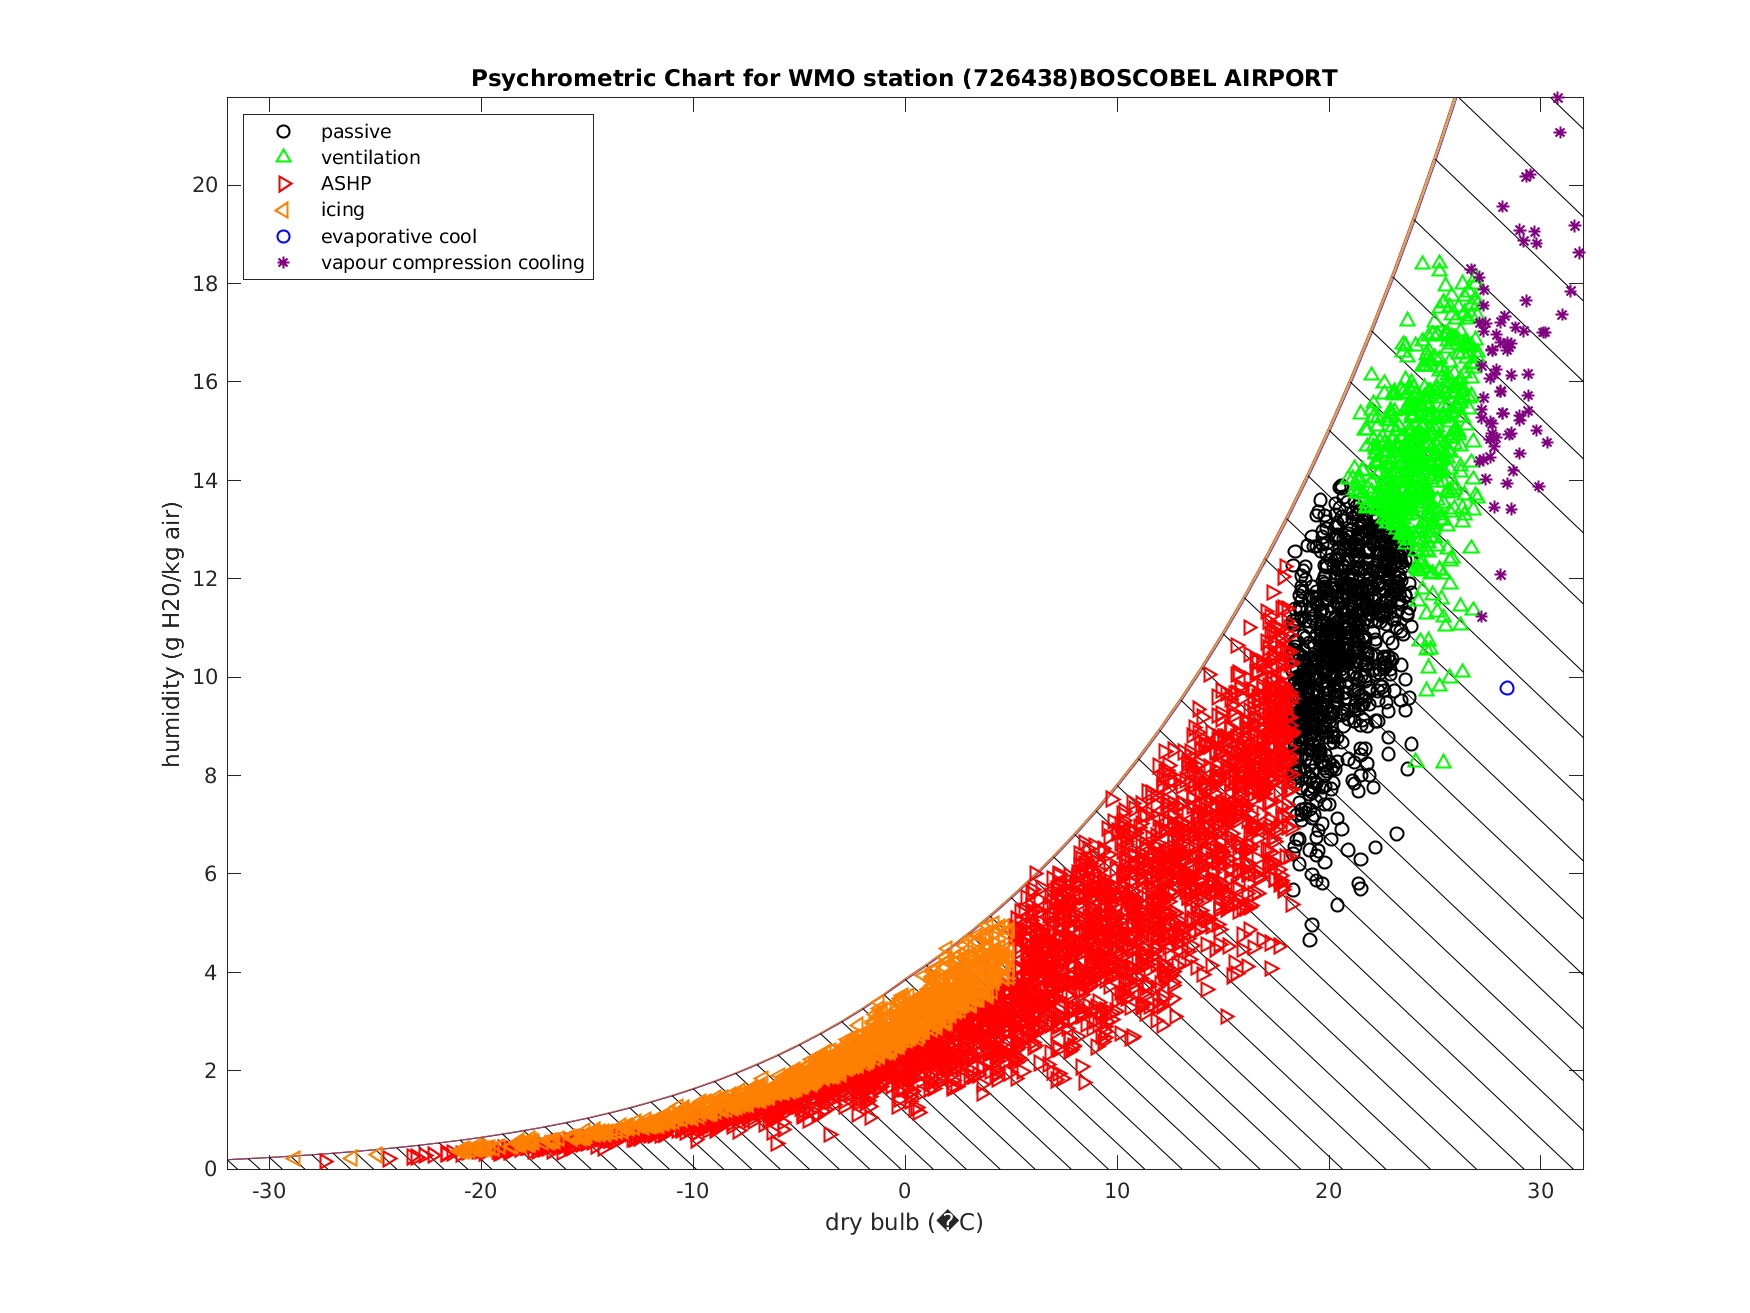 Psychrometric Chart for WMO station (726438)BOSCOBEL AIRPORT
passive
ventilation
ASHP
icing
evaporative cool
vapour compression cooling
humidity (g H20/kg air)
20
18
16
14
12
10
8
6
4
2
0
-30 -20 -10 0 10 20 30
dry bulb (�C)